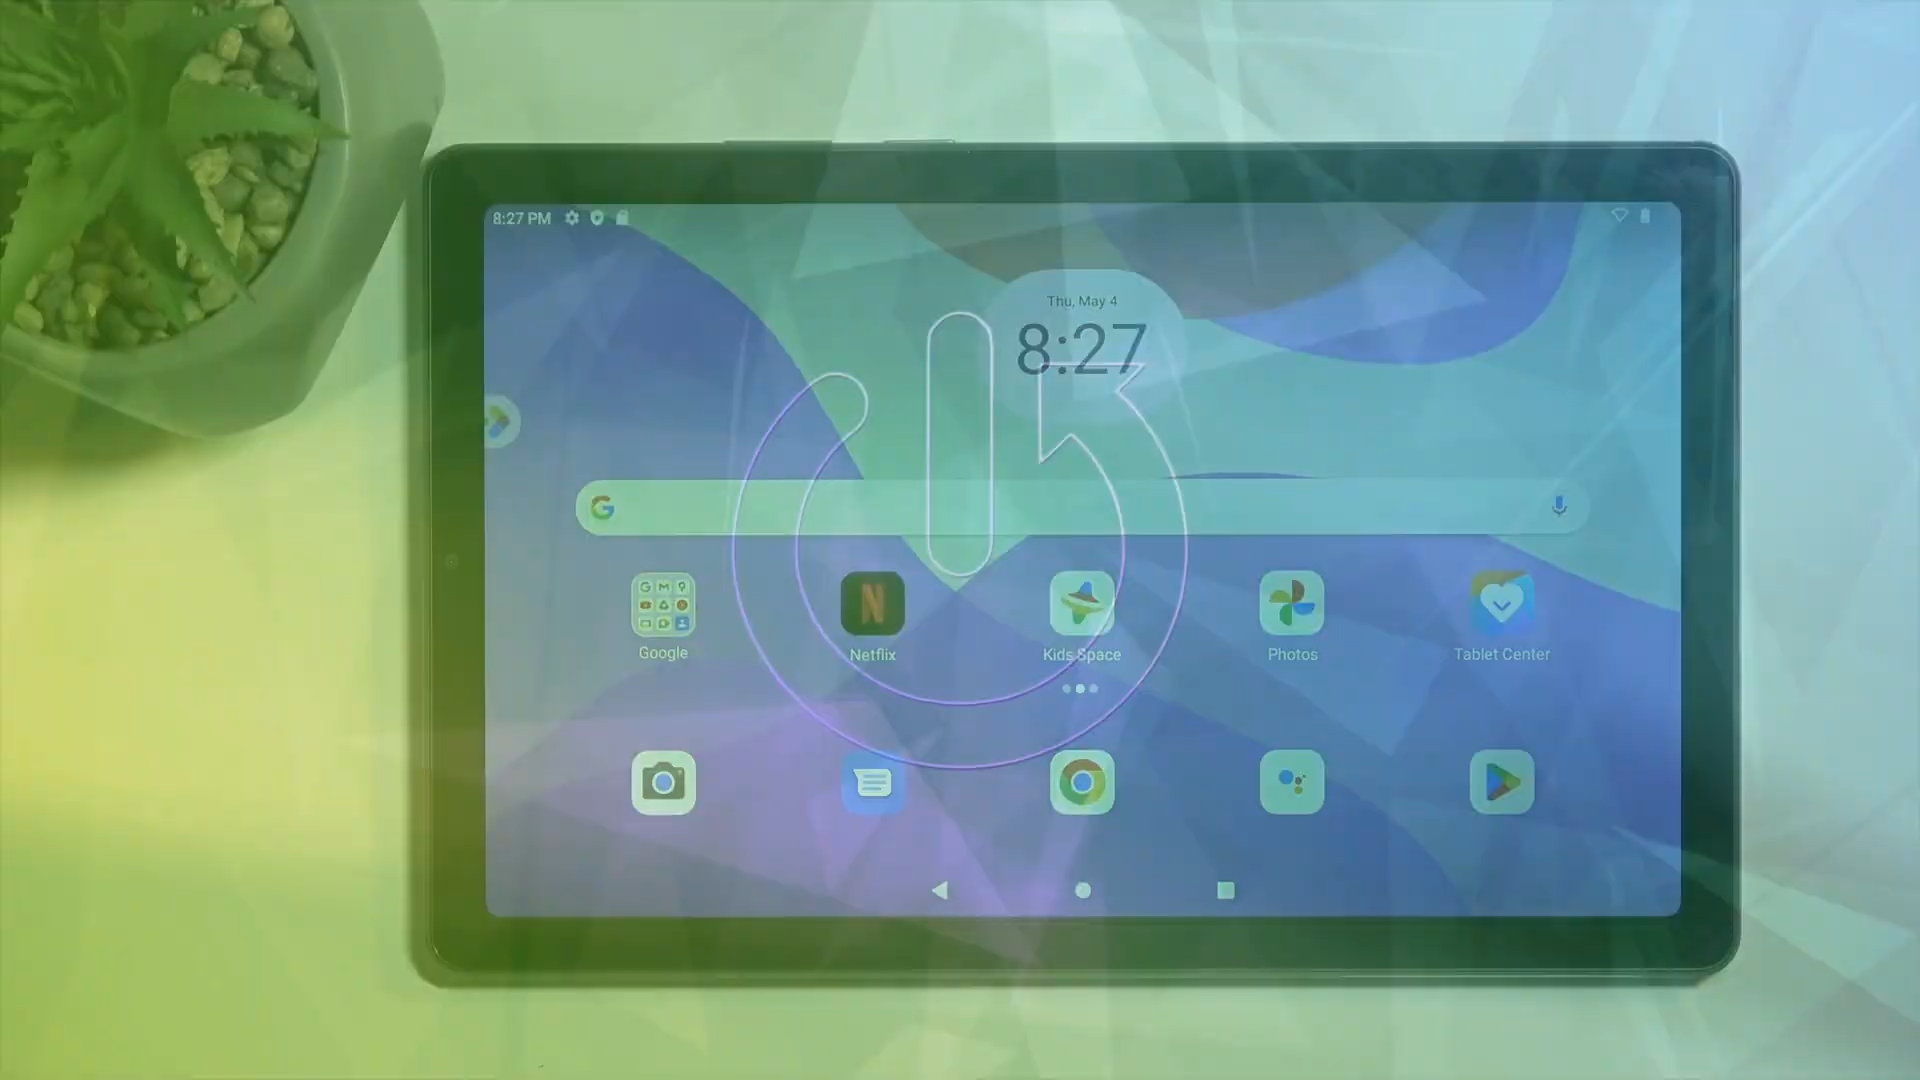 8:27 PM
Thu, May 4
8:27
Google
Netflix
Kids Space
Photos
Tablet Center